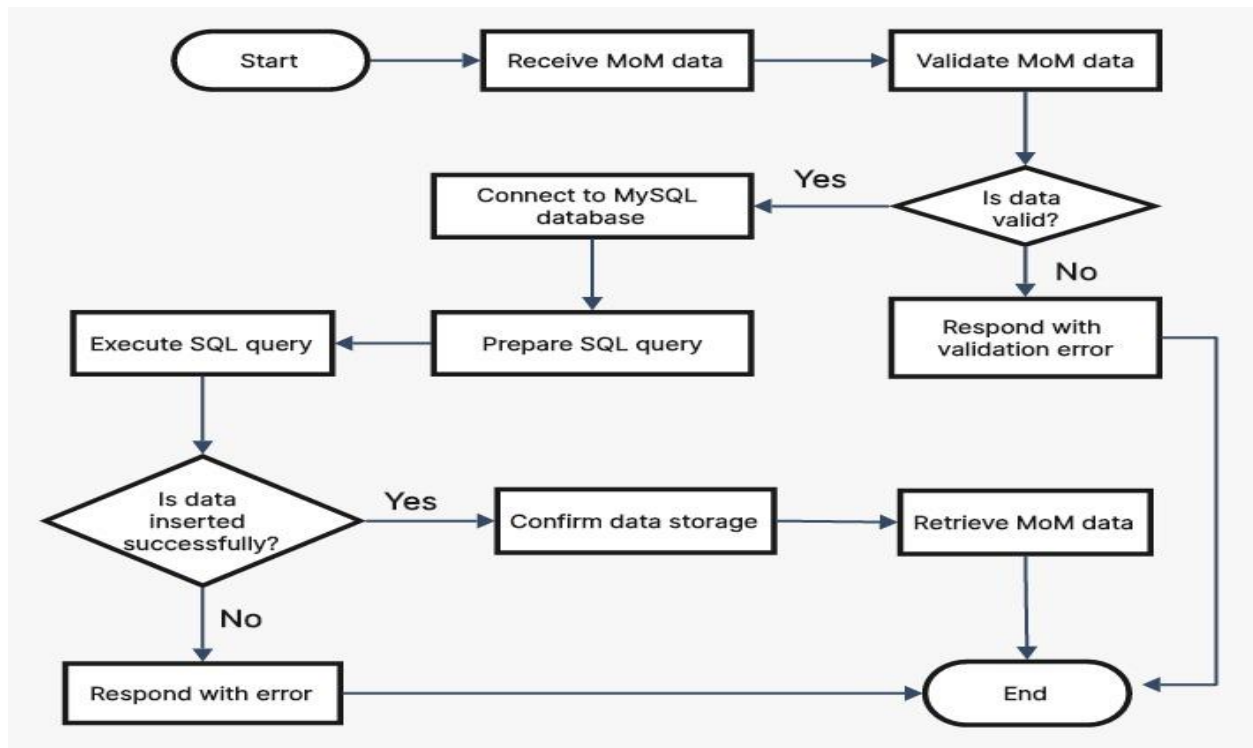 Start
Receive MoM data
Validate MoM data
Is data
valid?
Yes
Connect to MySQL
database
No
Respond with
validation error
Prepare SQL query
Execute SQL query
Is data
inserted
successfully?
Yes
Confirm data storage
Retrieve MoM data
No
Respond with error
End